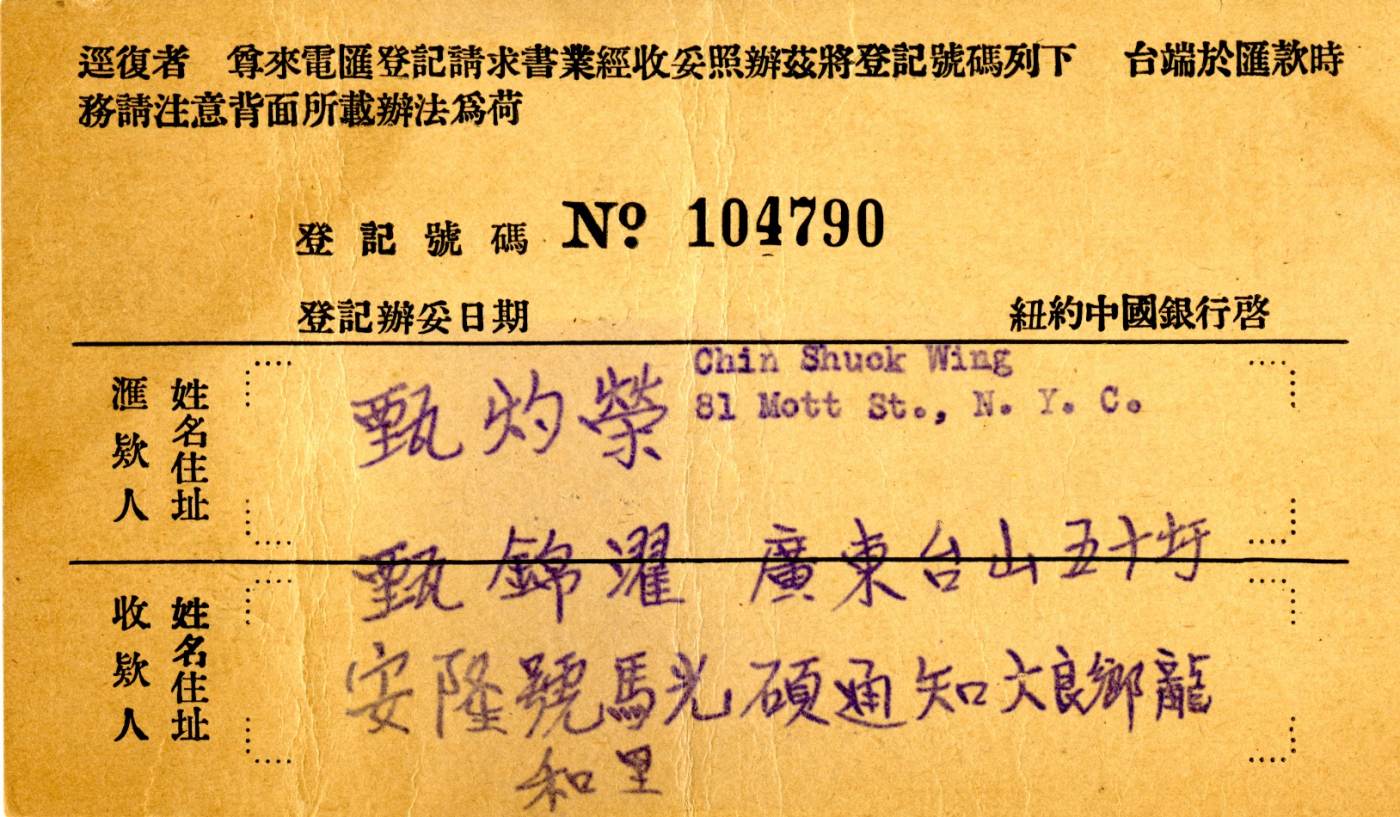 逕復者　尊來電匯登記請求書業經收妥照辦茲將登記號碼列下　台端於匯款時
務請注意背面所載辦法爲荷
登記號碼 No 104790
登記辦妥日期　紐約中國銀行啓
滙欵人 姓名住址
甄灼榮 Chin Shuck Wing
81 Mott St., N. Y. C.
收欵人 姓名住址
甄錦濯 廣東台山五十圩
安隆號馬光碩通知大良鄉龍
和里